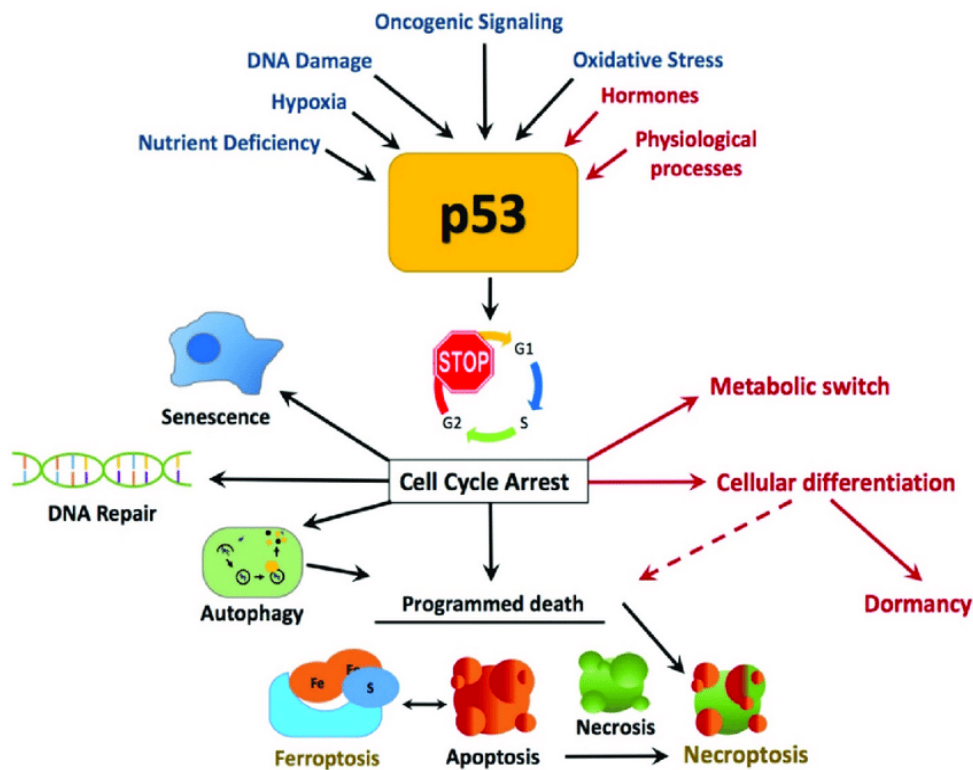 Oncogenic Signaling
DNA Damage
Oxidative Stress
Hypoxia
Hormones
Nutrient Deficiency
Physiological
processes
p53
STOP
G1
S
G2
Senescence
Metabolic switch
Cell Cycle Arrest
Cellular differentiation
DNA Repair
Autophagy
Programmed death
Dormancy
Fe
Fe
S
Necrosis
Ferroptosis
Apoptosis
Necroptosis